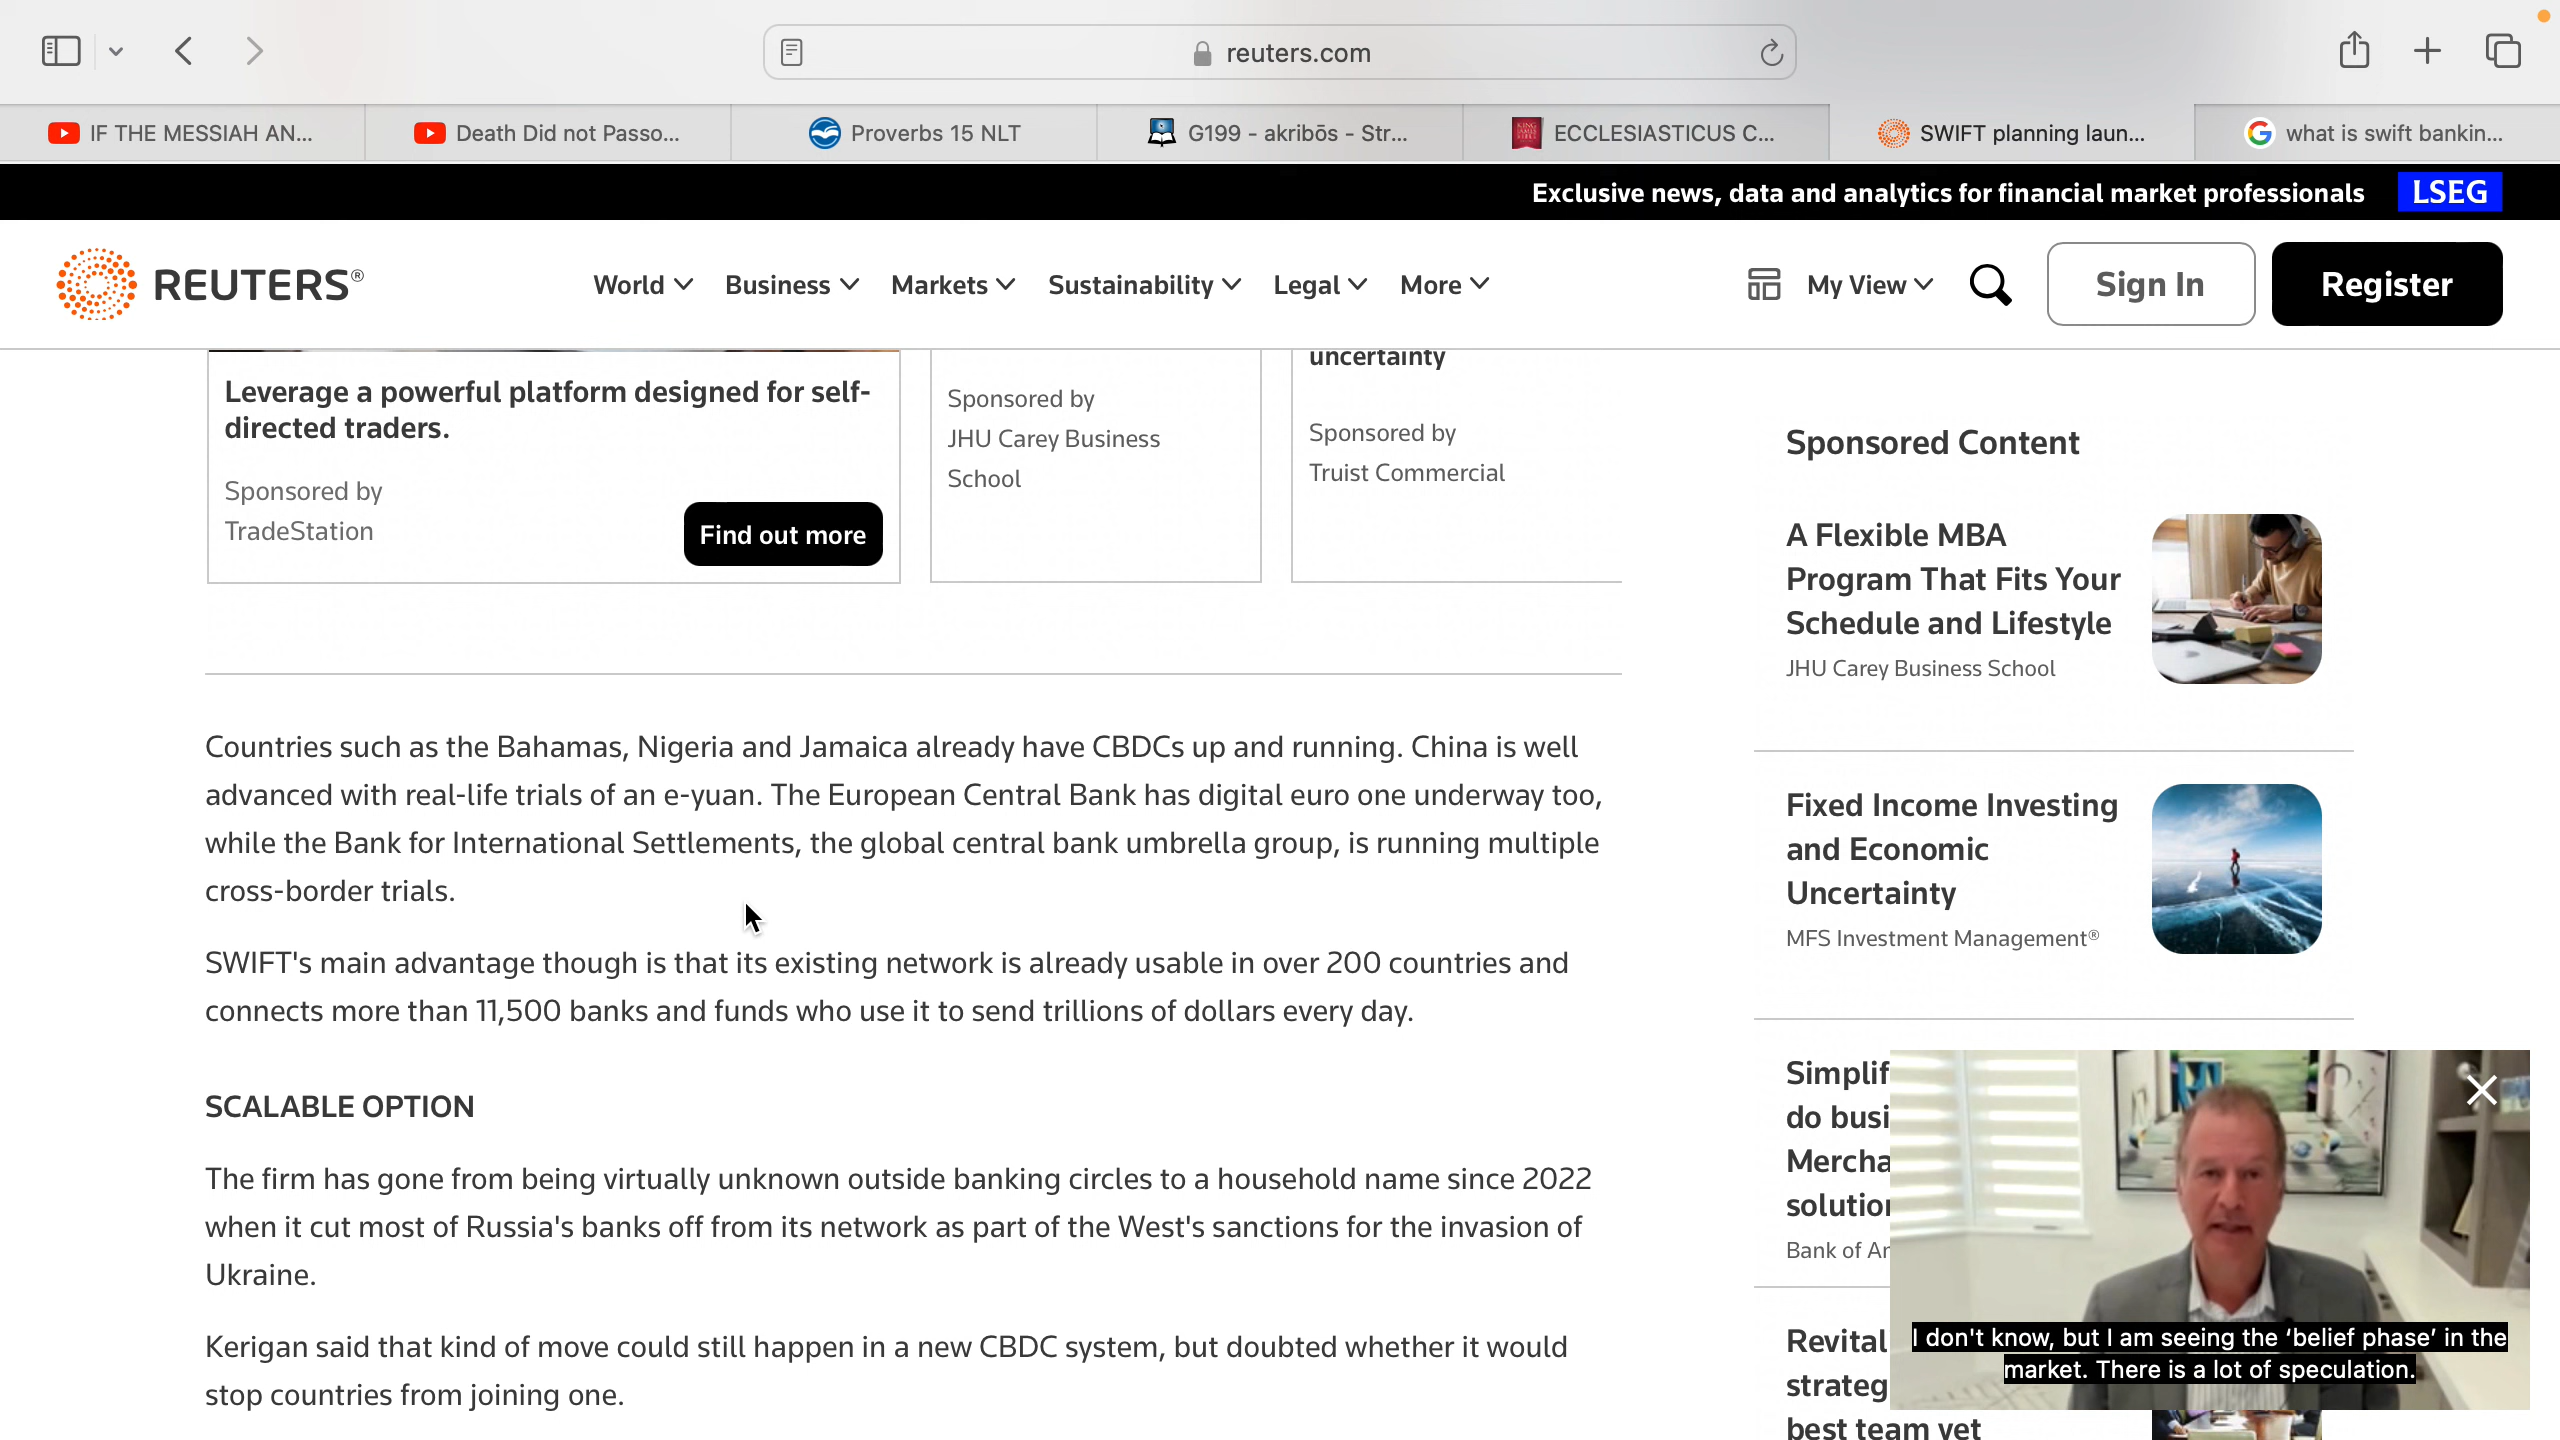 reuters.com
IF THE MESSIAH AN...
Death Did not Passo...
Proverbs 15 NLT
G199 - akribōs - Str...
ECCLESIASTICUS C...
SWIFT planning laun...
what is swift bankin...
Exclusive news, data and analytics for financial market professionals LSEG
REUTERS®
World
Business
Markets
Sustainability
Legal
More
My View
Sign In
Register
Leverage a powerful platform designed for self-
directed traders.
Sponsored by
TradeStation
Find out more
Sponsored by
JHU Carey Business
School
uncertainty
Sponsored by
Truist Commercial
Countries such as the Bahamas, Nigeria and Jamaica already have CBDCs up and running. China is well
advanced with real-life trials of an e-yuan. The European Central Bank has digital euro one underway too,
while the Bank for International Settlements, the global central bank umbrella group, is running multiple
cross-border trials.
SWIFT's main advantage though is that its existing network is already usable in over 200 countries and
connects more than 11,500 banks and funds who use it to send trillions of dollars every day.
SCALABLE OPTION
The firm has gone from being virtually unknown outside banking circles to a household name since 2022
when it cut most of Russia's banks off from its network as part of the West's sanctions for the invasion of
Ukraine.
Kerigan said that kind of move could still happen in a new CBDC system, but doubted whether it would
stop countries from joining one.
Sponsored Content
A Flexible MBA
Program That Fits Your
Schedule and Lifestyle
JHU Carey Business School
Fixed Income Investing
and Economic
Uncertainty
MFS Investment Management®
Simplif
do busi
Mercha
solution
Bank of Am
Revital
strateg
best team yet
I don't know, but I am seeing the ‘belief phase’ in the
market. There is a lot of speculation.